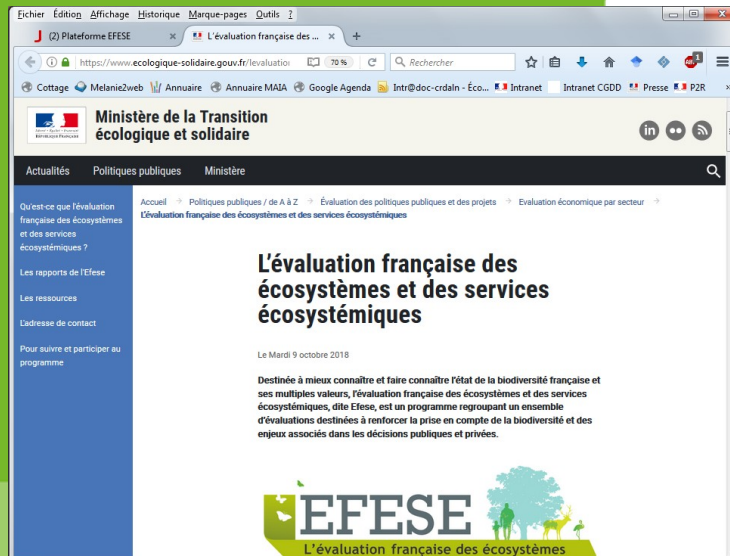 Fichier Édition Affichage Historique Marque-pages Outils ?
(2) Plateforme EFESE
L'évaluation française des ...
https://www.ecologique-solidaire.gouv.fr/levaluation
70 %
Rechercher
Cottage Melanie2web Annuaire Annuaire MAIA Google Agenda Intr@doc-crdaln - Éco... Intranet Intranet CGDD Presse P2R
RÉPUBLIQUE FRANÇAISE
Ministère de la Transition
écologique et solidaire
in
Actualités Politiques publiques Ministère
Qu'est-ce que l'évaluation
française des écosystèmes
et des services
écosystémiques ?
Les rapports de l'Efese
Les ressources
L'adresse de contact
Pour suivre et participer au
programme
Accueil → Politiques publiques / de A à Z → Évaluation des politiques publiques et des projets → Evaluation économique par secteur →
L'évaluation française des écosystèmes et des services écosystémiques
L'évaluation française des
écosystèmes et des services
écosystémiques
Le Mardi 9 octobre 2018
Destinée à mieux connaître et faire connaître l'état de la biodiversité française et
ses multiples valeurs, l'évaluation française des écosystèmes et des services
écosystémiques, dite Efese, est un programme regroupant un ensemble
d'évaluations destinées à renforcer la prise en compte de la biodiversité et des
enjeux associés dans les décisions publiques et privées.
EFESE
L'évaluation française des écosystèmes